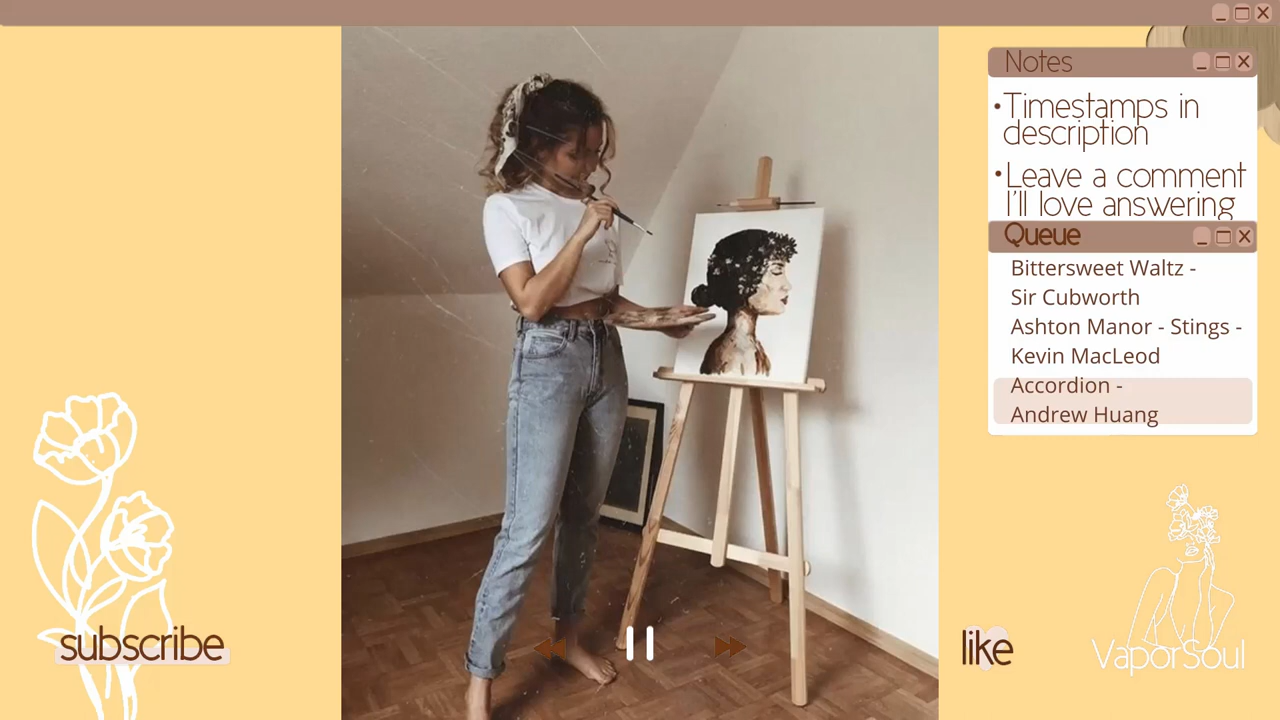 Notes
•Timestamps in
description
•Leave a comment
I'll love answering
Queue
Bittersweet Waltz -
Sir Cubworth
Ashton Manor - Stings -
Kevin MacLeod
Accordion -
Andrew Huang
subscribe
like
VaporSoul